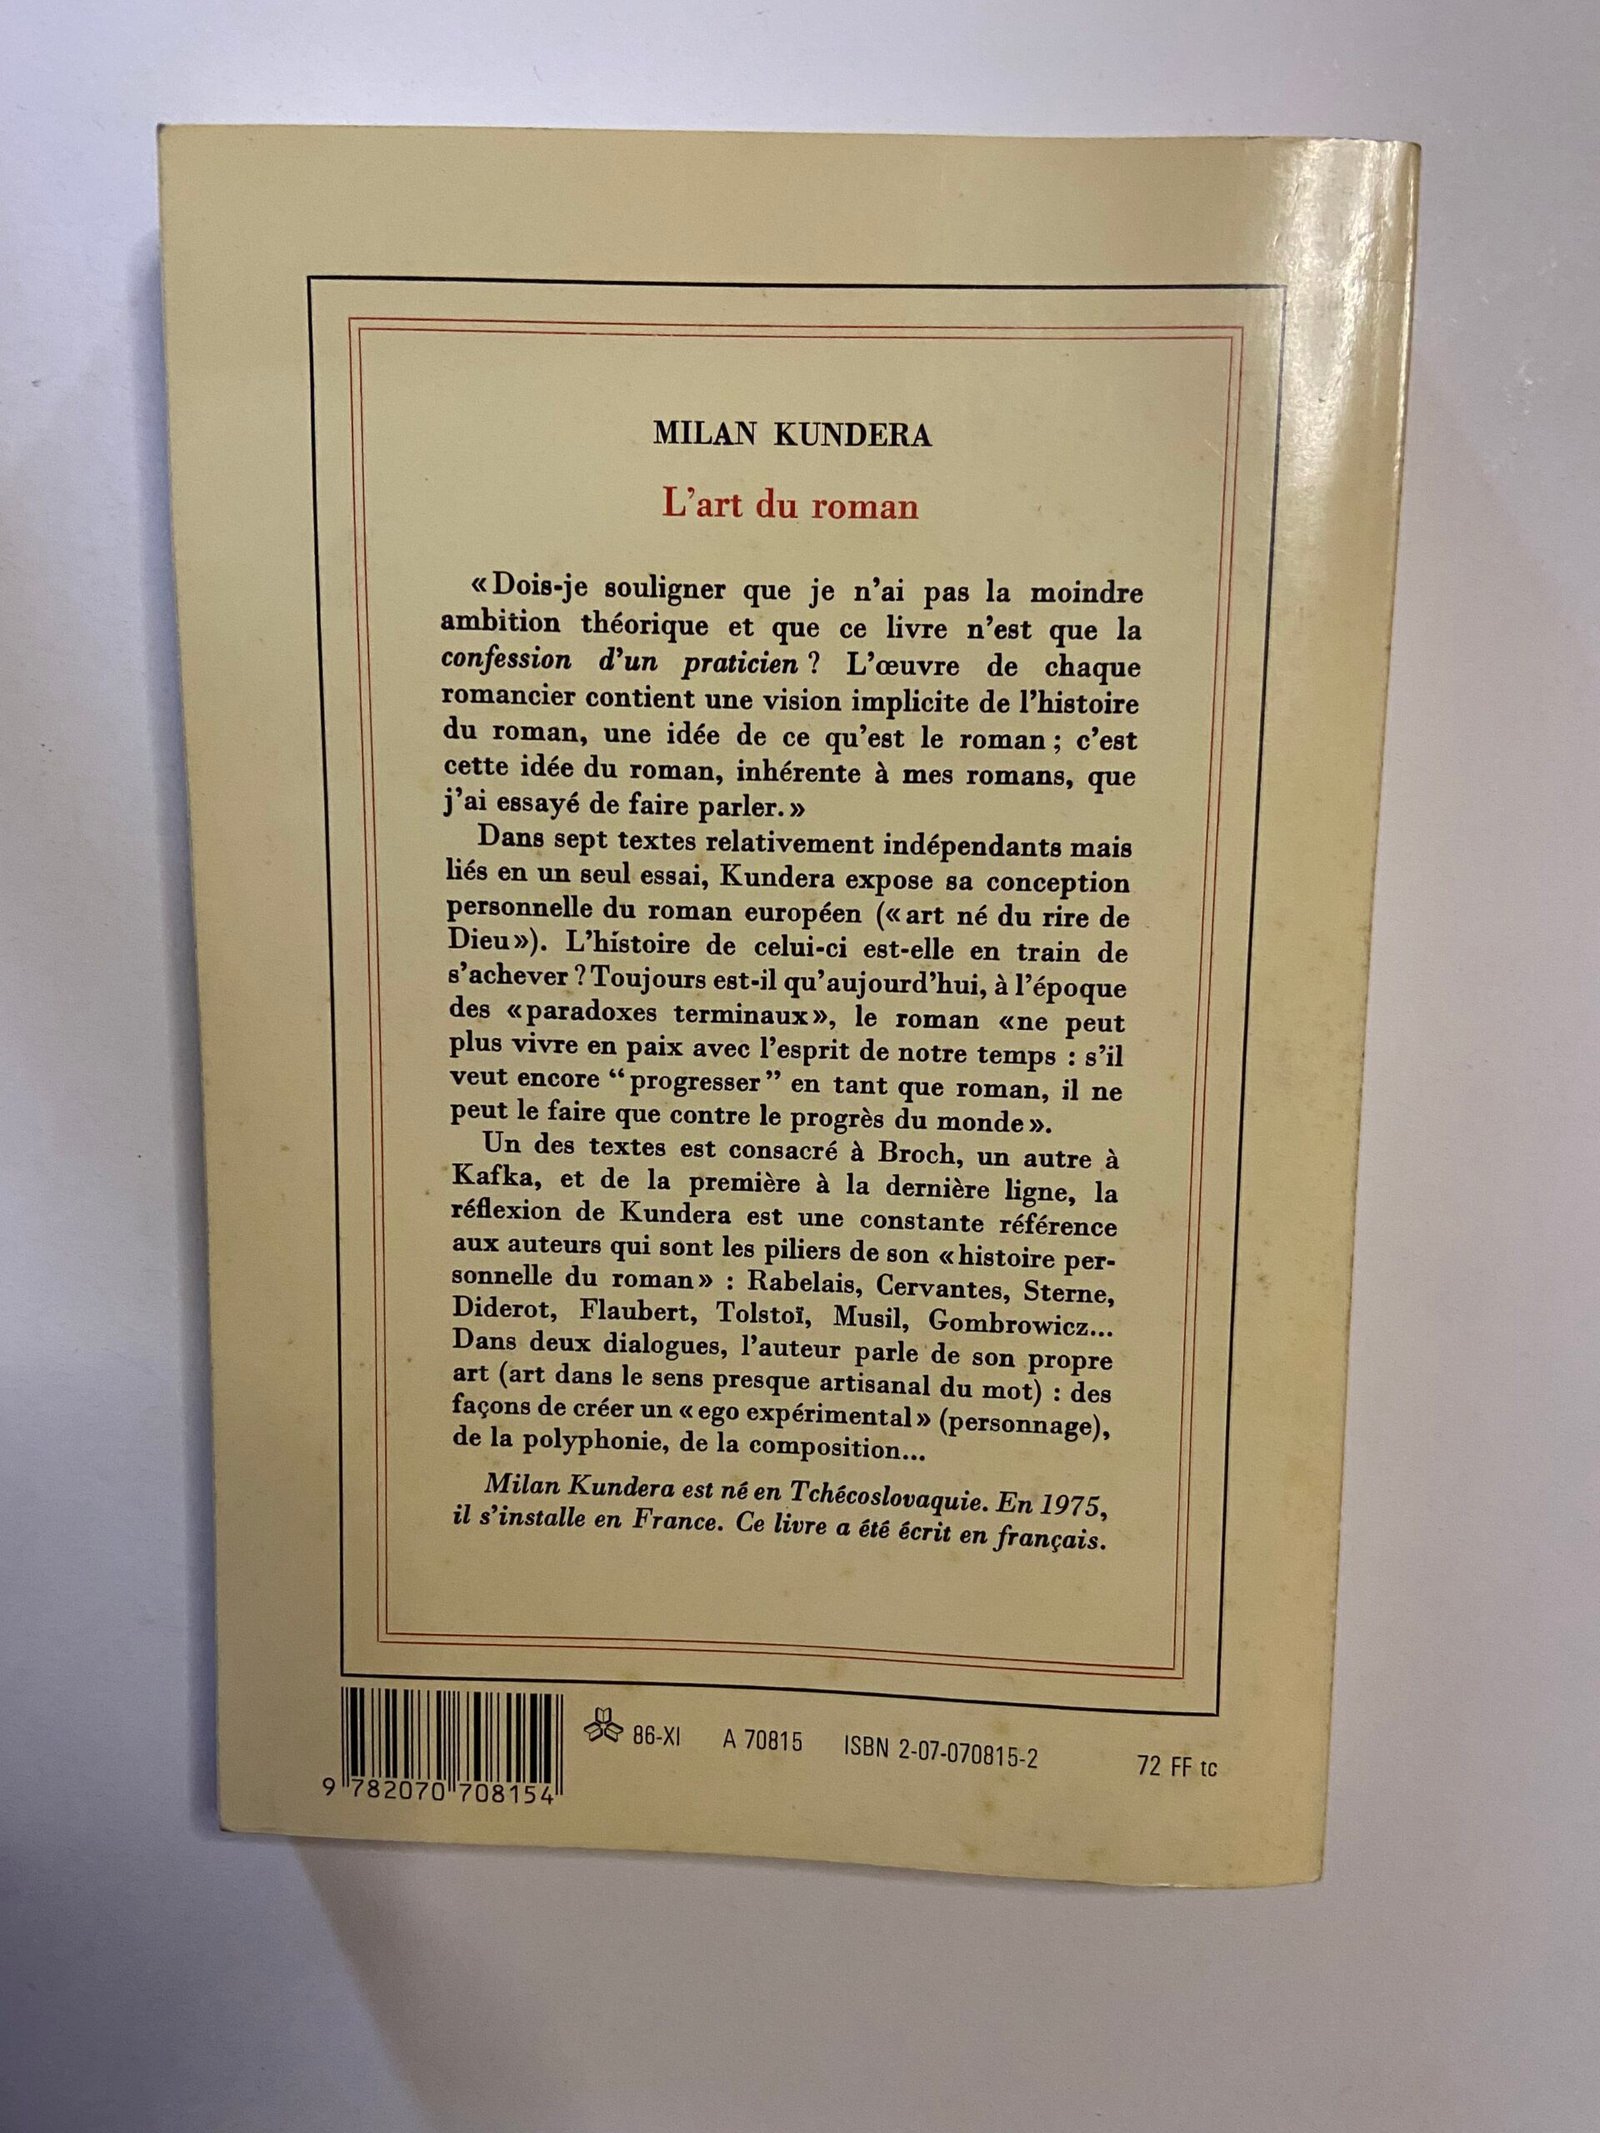 MILAN KUNDERA
L'art du roman
«Dois-je souligner que je n'ai pas la moindre
ambition théorique et que ce livre n'est que la
confession d'un praticien ? L'œuvre de chaque
romancier contient une vision implicite de l'histoire
du roman, une idée de ce qu'est le roman ; c'est
cette idée du roman, inhérente à mes romans, que
j'ai essayé de faire parler.»
Dans sept textes relativement indépendants mais
liés en un seul essai, Kundera expose sa conception
personnelle du roman européen («art né du rire de
Dieu»). L'histoire de celui-ci est-elle en train de
s'achever ? Toujours est-il qu'aujourd'hui, à l'époque
des «paradoxes terminaux», le roman «ne peut
plus vivre en paix avec l'esprit de notre temps : s'il
veut encore “progresser” en tant que roman, il ne
peut le faire que contre le progrès du monde».
Un des textes est consacré à Broch, un autre à
Kafka, et de la première à la dernière ligne, la
réflexion de Kundera est une constante référence
aux auteurs qui sont les piliers de son «histoire per-
sonnelle du roman» : Rabelais, Cervantes, Sterne,
Diderot, Flaubert, Tolstoï, Musil, Gombrowicz...
Dans deux dialogues, l'auteur parle de son propre
art (art dans le sens presque artisanal du mot) : des
façons de créer un «ego expérimental» (personnage),
de la polyphonie, de la composition...
Milan Kundera est né en Tchécoslovaquie. En 1975,
il s'installe en France. Ce livre a été écrit en français.
86-XI A 70815 ISBN 2-07-070815-2 72 FF tc
9 782070 708154